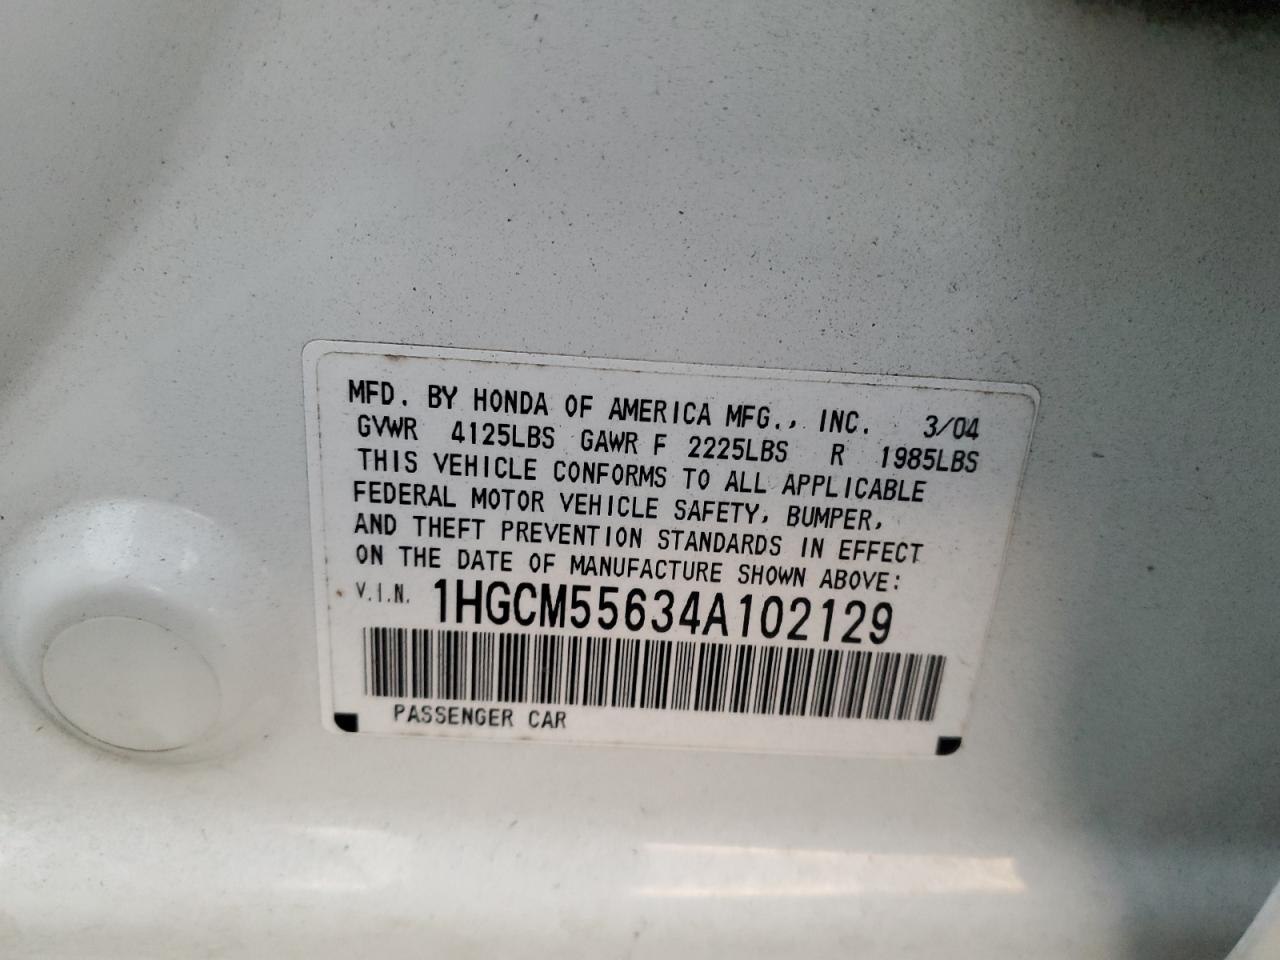 MFD. BY HONDA OF AMERICA MFG., INC. 3/04
GVWR 4125LBS GAWR F 2225LBS R 1985LBS
THIS VEHICLE CONFORMS TO ALL APPLICABLE
FEDERAL MOTOR VEHICLE SAFETY, BUMPER,
AND THEFT PREVENTION STANDARDS IN EFFECT
ON THE DATE OF MANUFACTURE SHOWN ABOVE:
V.I.N. 1HGCM55634A102129
PASSENGER CAR